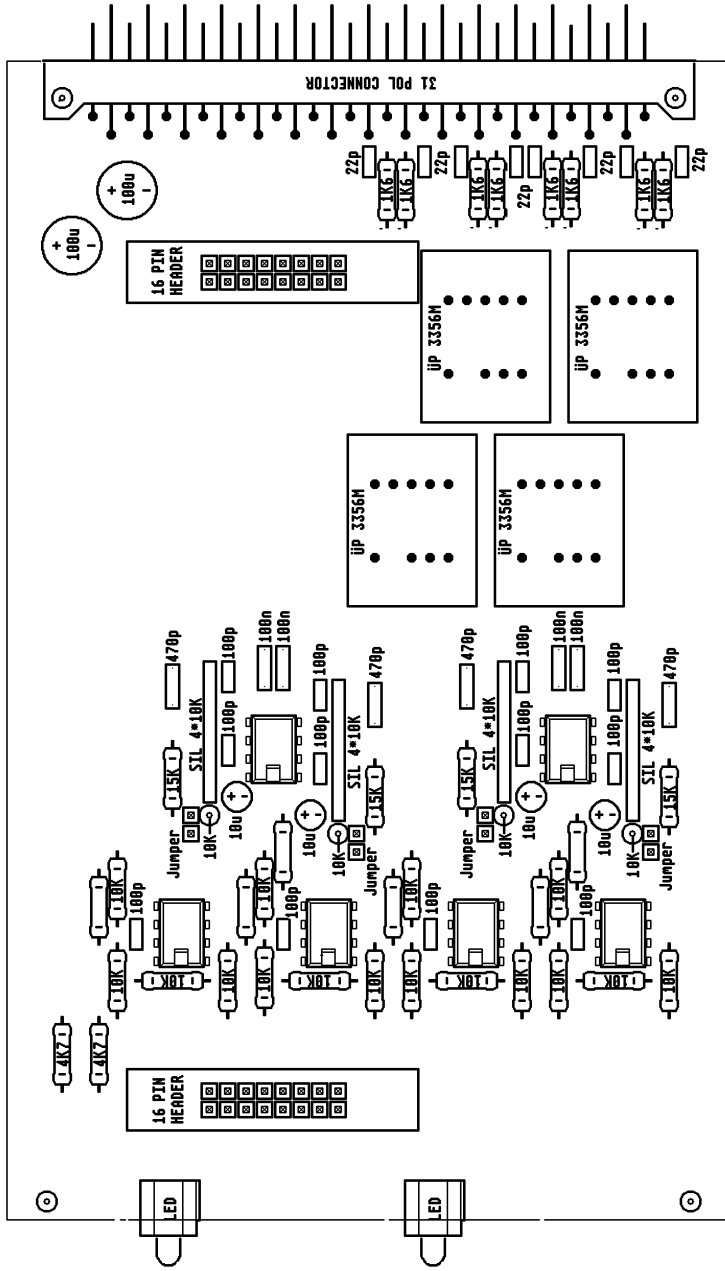 31 POL CONNECTOR
22p
1K6
1K6
22p
22p
1K6
1K6
22p
22p
1K6
1K6
22p
22p
1K6
1K6
22p
+ 100u -
+ 100u -
16 PIN
HEADER
ÜP 3356M
ÜP 3356M
ÜP 3356M
ÜP 3356M
470p
100p
100n
100n
100p
470p
470p
100p
100n
100n
100p
470p
SIL 4*10K
100p
100p
SIL 4*10K
SIL 4*10K
100p
100p
SIL 4*10K
15K
+ -
10u
+ -
10u
15K
15K
+ -
10u
+ -
10u
15K
Jumper
10K
10K
Jumper
Jumper
10K
10K
Jumper
10K
100p
10K
100p
10K
100p
10K
100p
10K
10K
10K
10K
10K
10K
10K
10K
10K
10K
10K
10K
4K7
4K7
16 PIN
HEADER
LED
LED